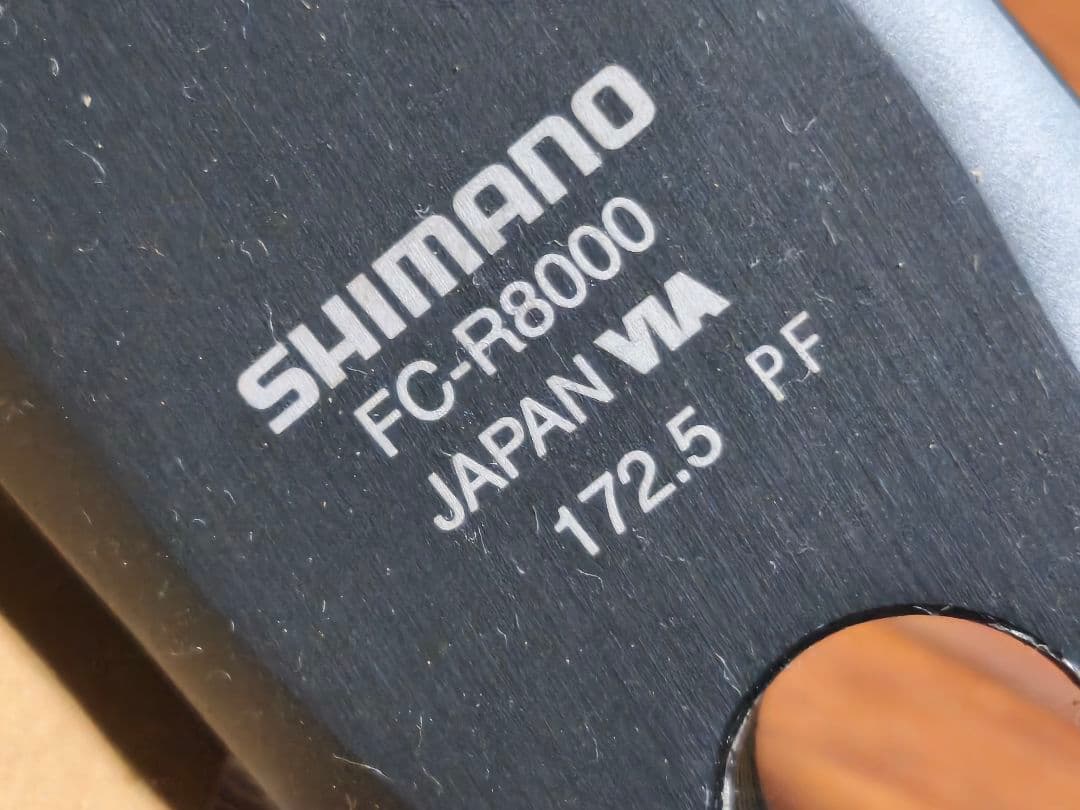 SHIMANO
FC-R8000
JAPAN VIA
172.5 PF